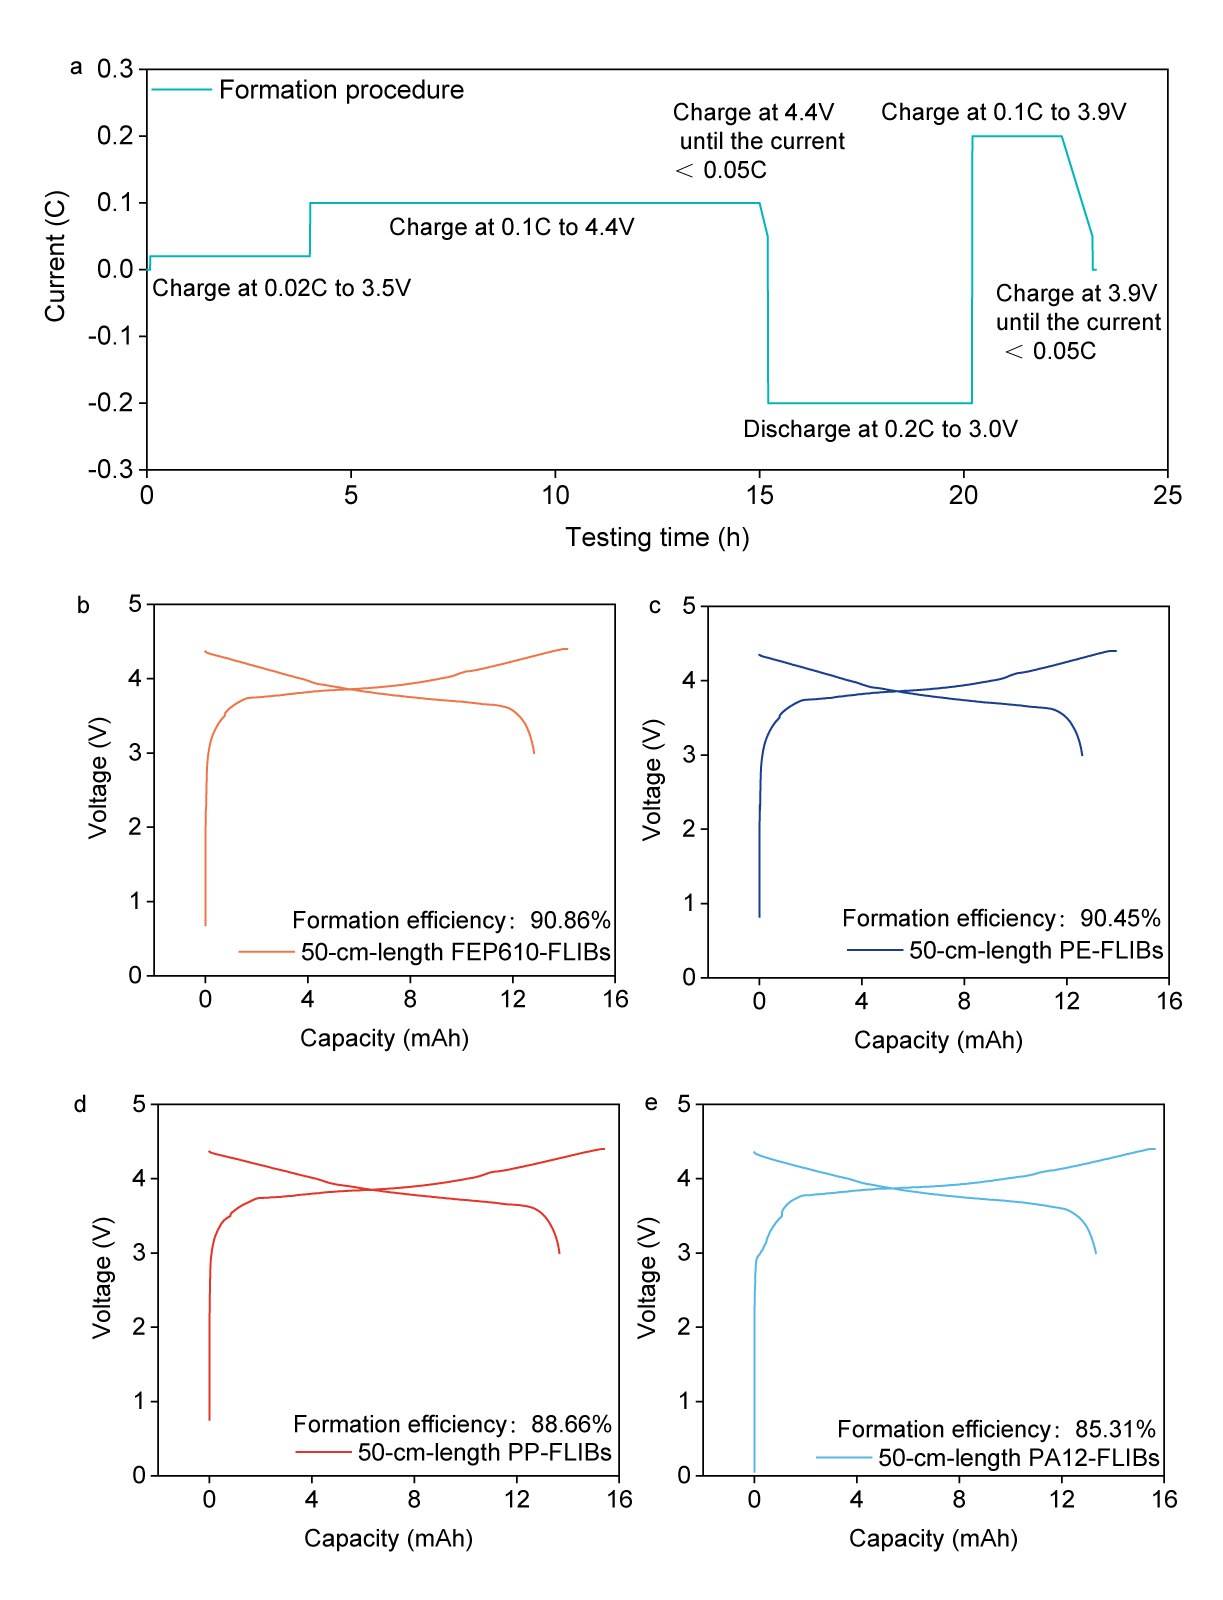 a
0.3
0.2
0.1
0.0
-0.1
-0.2
-0.3
Current (C)
Formation procedure
Charge at 0.02C to 3.5V
Charge at 0.1C to 4.4V
Charge at 4.4V
until the current
< 0.05C
Discharge at 0.2C to 3.0V
Charge at 0.1C to 3.9V
Charge at 3.9V
until the current
< 0.05C
0 5 10 15 20 25
Testing time (h)
b
5
4
3
2
1
0
Voltage (V)
Formation efficiency: 90.86%
50-cm-length FEP610-FLIBs
0 4 8 12 16
Capacity (mAh)
c
5
4
3
2
1
0
Voltage (V)
Formation efficiency: 90.45%
50-cm-length PE-FLIBs
0 4 8 12 16
Capacity (mAh)
d
5
4
3
2
1
0
Voltage (V)
Formation efficiency: 88.66%
50-cm-length PP-FLIBs
0 4 8 12 16
Capacity (mAh)
e
5
4
3
2
1
0
Voltage (V)
Formation efficiency: 85.31%
50-cm-length PA12-FLIBs
0 4 8 12 16
Capacity (mAh)